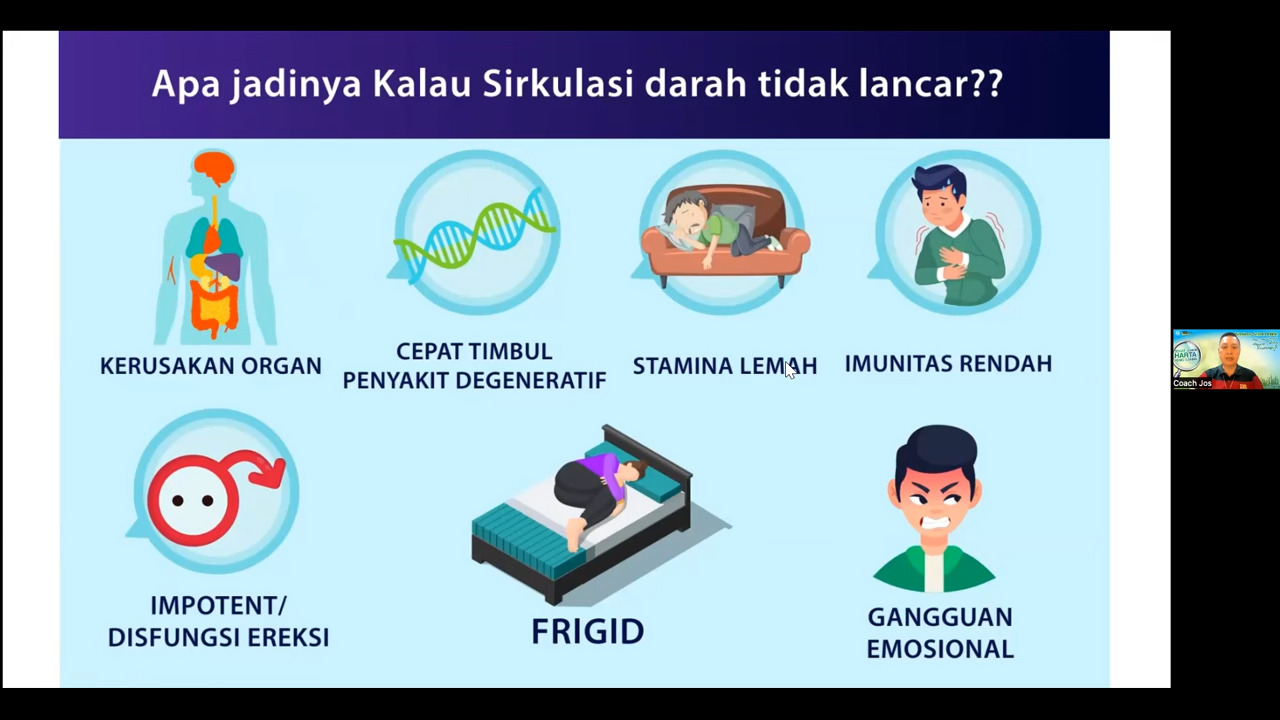 Apa jadinya Kalau Sirkulasi darah tidak lancar??
KERUSAKAN ORGAN
CEPAT TIMBUL
PENYAKIT DEGENERATIF
STAMINA LEMAH
IMUNITAS RENDAH
IMPOTENT/
DISFUNGSI EREKSI
FRIGID
GANGGUAN
EMOSIONAL
HARTA
Coach Jos